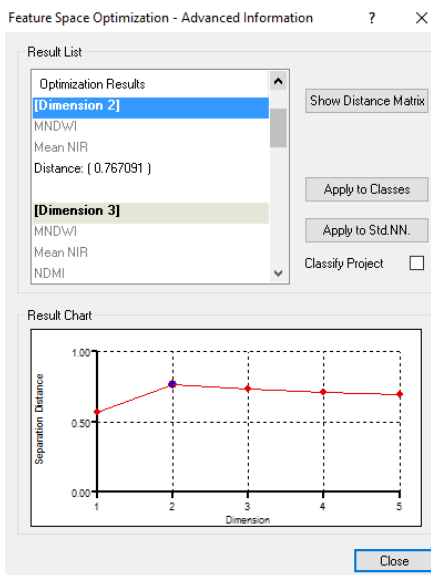 Feature Space Optimization - Advanced Information ? ×
Result List
Optimization Results
[Dimension 2]
MNDWI
Mean NIR
Distance: ( 0.767091 )
[Dimension 3]
MNDWI
Mean NIR
NDMI
Show Distance Matrix
Apply to Classes
Apply to Std.NN.
Classify Project
Result Chart
Separation Distance
1.00
0.50
0.00
1 2 3 4 5
Dimension
Close